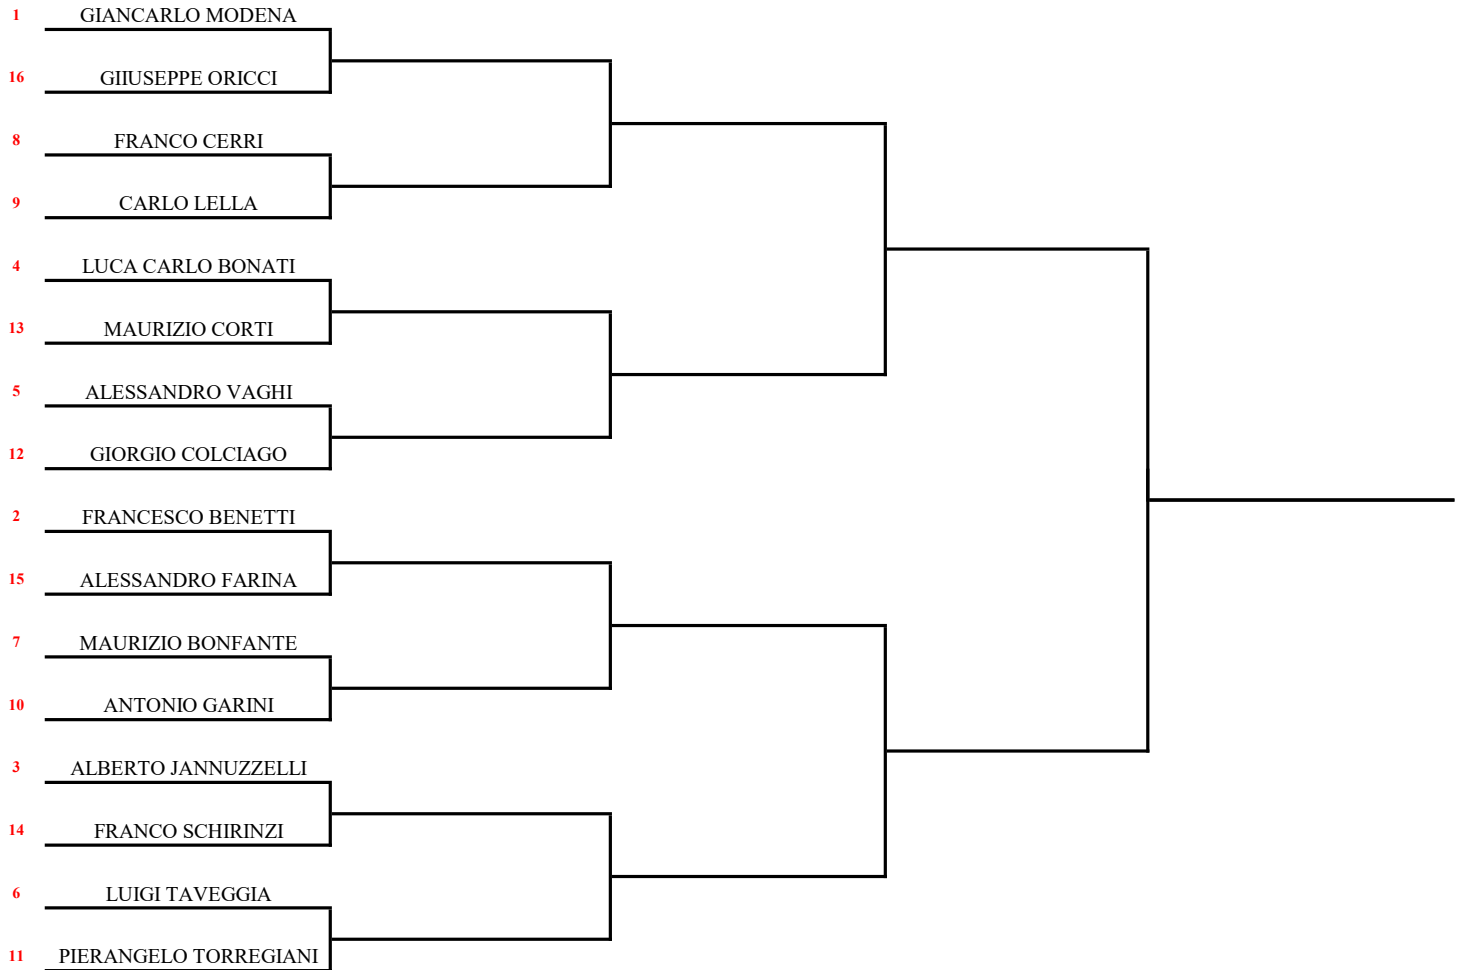 1 GIANCARLO MODENA
16 GIIUSEPPE ORICCI
8 FRANCO CERRI
9 CARLO LELLA
4 LUCA CARLO BONATI
13 MAURIZIO CORTI
5 ALESSANDRO VAGHI
12 GIORGIO COLCIAGO
2 FRANCESCO BENETTI
15 ALESSANDRO FARINA
7 MAURIZIO BONFANTE
10 ANTONIO GARINI
3 ALBERTO JANNUZZELLI
14 FRANCO SCHIRINZI
6 LUIGI TAVEGGIA
11 PIERANGELO TORREGIANI